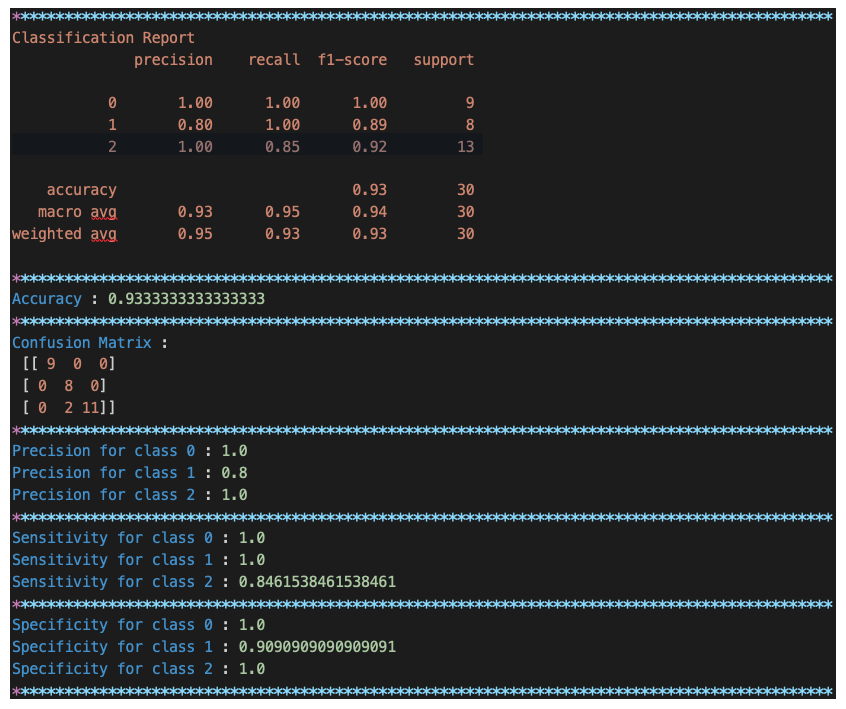 ***********************************************************************************************
Classification Report
precision recall f1-score support
0 1.00 1.00 1.00 9
1 0.80 1.00 0.89 8
2 1.00 0.85 0.92 13
accuracy 0.93 30
macro avg 0.93 0.95 0.94 30
weighted avg 0.95 0.93 0.93 30
***********************************************************************************************
Accuracy : 0.9333333333333333
***********************************************************************************************
Confusion Matrix :
[[ 9 0 0]
[ 0 8 0]
[ 0 2 11]]
***********************************************************************************************
Precision for class 0 : 1.0
Precision for class 1 : 0.8
Precision for class 2 : 1.0
***********************************************************************************************
Sensitivity for class 0 : 1.0
Sensitivity for class 1 : 1.0
Sensitivity for class 2 : 0.8461538461538461
***********************************************************************************************
Specificity for class 0 : 1.0
Specificity for class 1 : 0.9090909090909091
Specificity for class 2 : 1.0
***********************************************************************************************